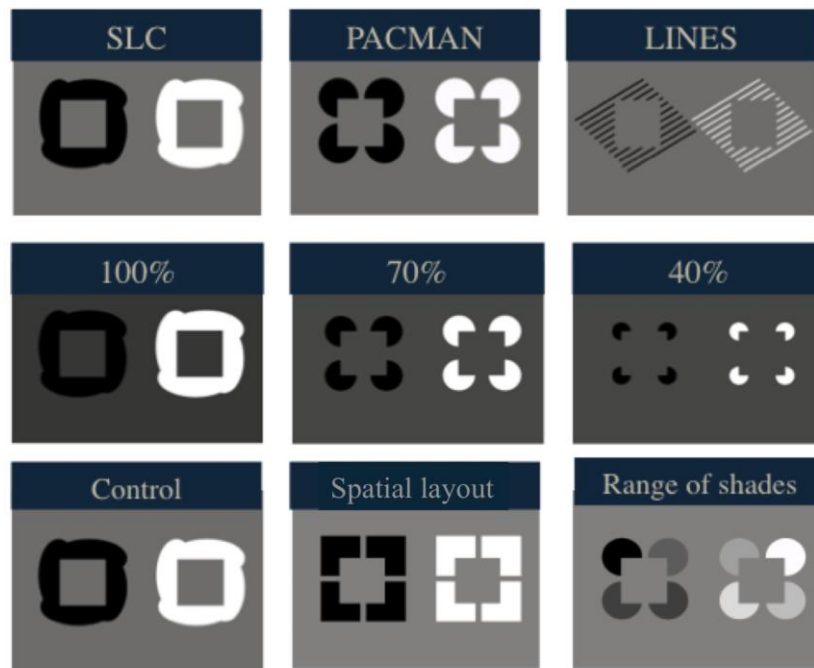 SLC
PACMAN
LINES
100%
70%
40%
Control
Spatial layout
Range of shades